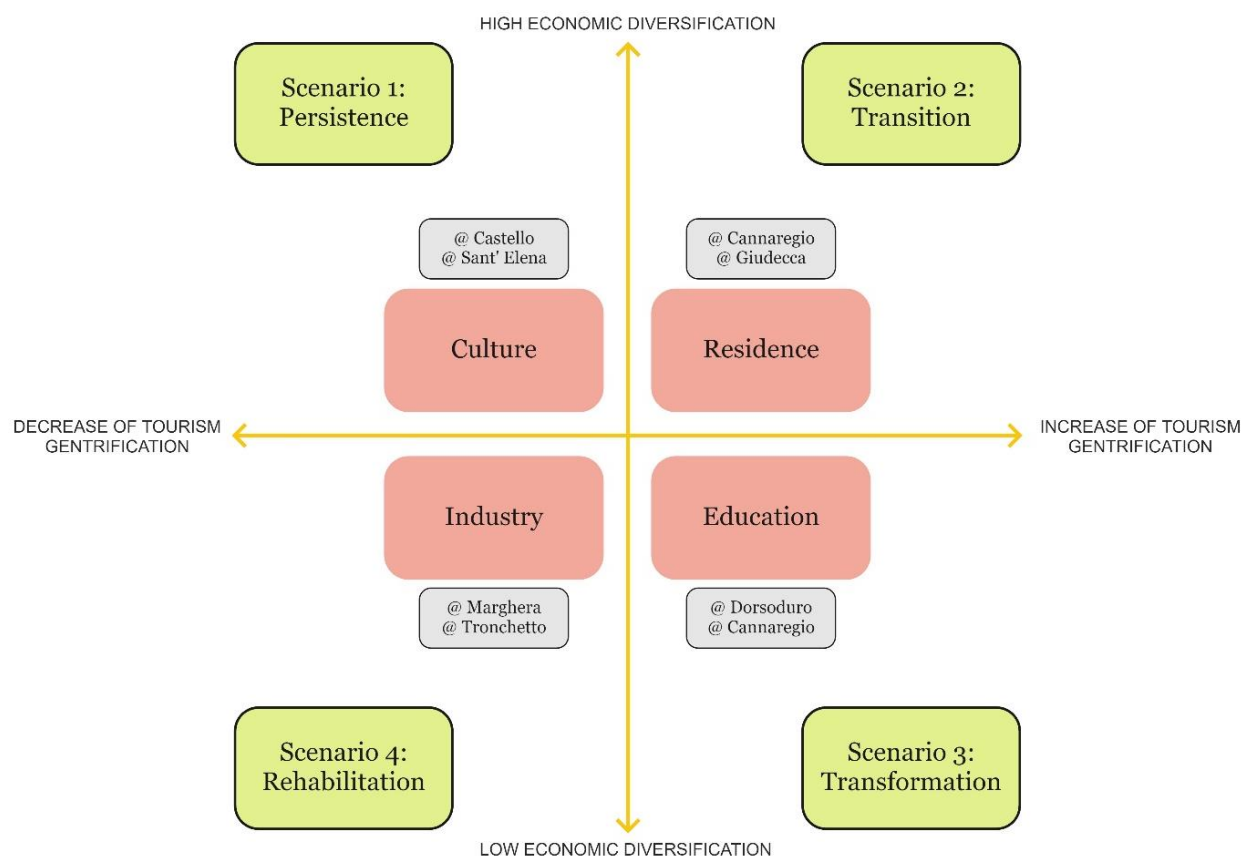 HIGH ECONOMIC DIVERSIFICATION
Scenario 1:
Persistence
Scenario 2:
Transition
@ Castello
@ Sant' Elena
@ Cannaregio
@ Giudecca
Culture
Residence
DECREASE OF TOURISM
GENTRIFICATION
INCREASE OF TOURISM
GENTRIFICATION
Industry
Education
@ Marghera
@ Tronchetto
@ Dorsoduro
@ Cannaregio
Scenario 4:
Rehabilitation
Scenario 3:
Transformation
LOW ECONOMIC DIVERSIFICATION